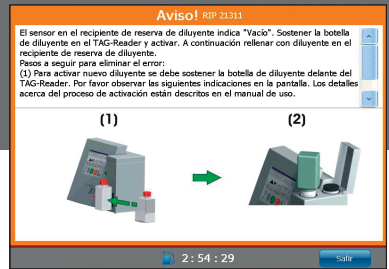 Aviso! RIP 21311
El sensor en el recipiente de reserva de diluyente indica "Vacío". Sostener la botella
de diluyente en el TAG-Reader y activar. A continuación rellenar con diluyente en el
recipiente de reserva de diluyente.
Pasos a seguir para eliminar el error:
(1) Para activar nuevo diluyente se debe sostener la botella de diluyente delante del
TAG-Reader. Por favor observar las siguientes indicaciones en la pantalla. Los detalles
acerca del proceso de activación están descritos en el manual de uso.
(1) (2)
2:54:29 Salir